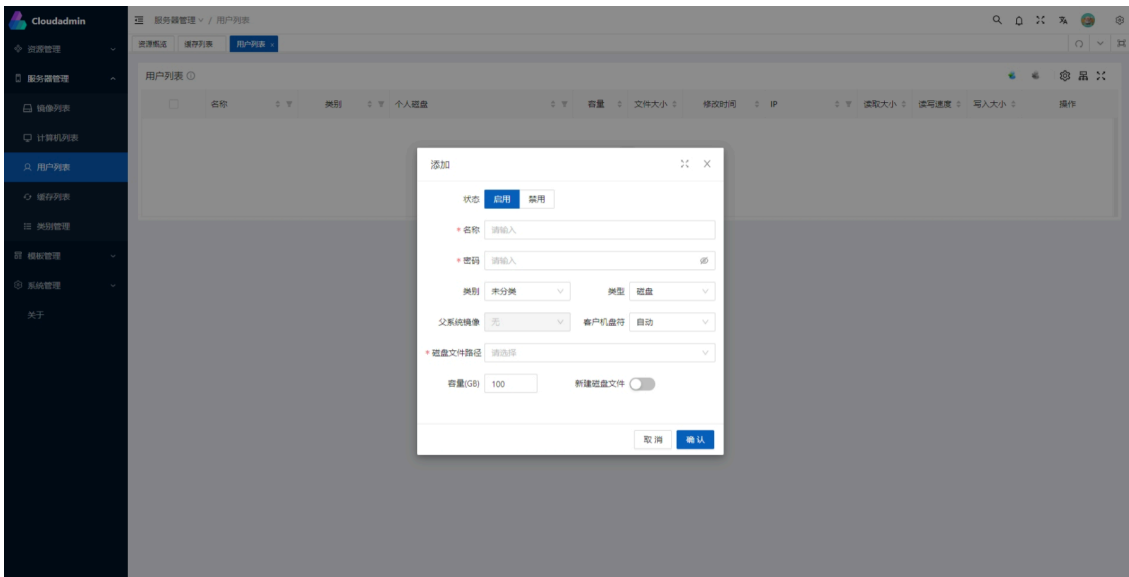 Cloudadmin
服务器管理 / 用户列表
资源概览 缓存列表 用户列表 ×
资源管理
服务器管理
镜像列表
计算机列表
用户列表
缓存列表
类别管理
模板管理
系统管理
关于
用户列表
名称 类别 个人磁盘 容量 文件大小 修改时间 IP 读取大小 读写速度 写入大小 操作
添加
状态 启用 禁用
* 名称 请输入
* 密码 请输入
类别 未分类 类型 磁盘
父系统镜像 无 客户机盘符 自动
* 磁盘文件路径 请选择
容量(GB) 100 新建磁盘文件
取消 确认